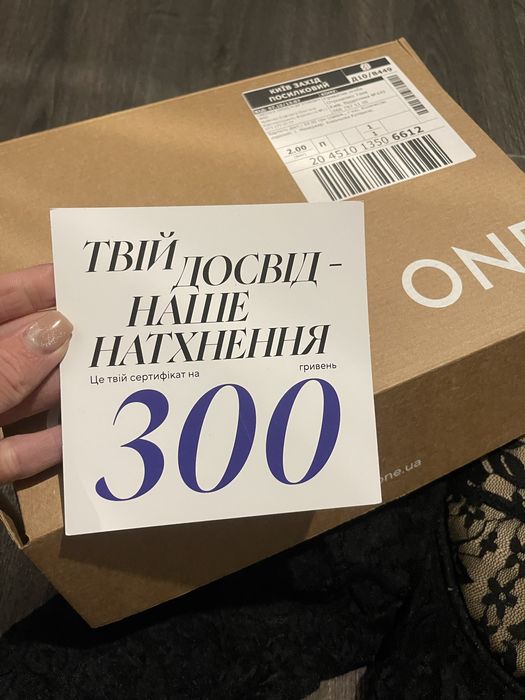 КИЇВ ЗАХІД
ПОСИЛКОВИЙ
Д10/В449
2.00
П
1
1
20 4510 1350 6612
ONE
ТВІЙ
ДОСВІД –
НАШЕ
НАТХНЕННЯ
Це твій сертифікат на
гривень
300
one.ua